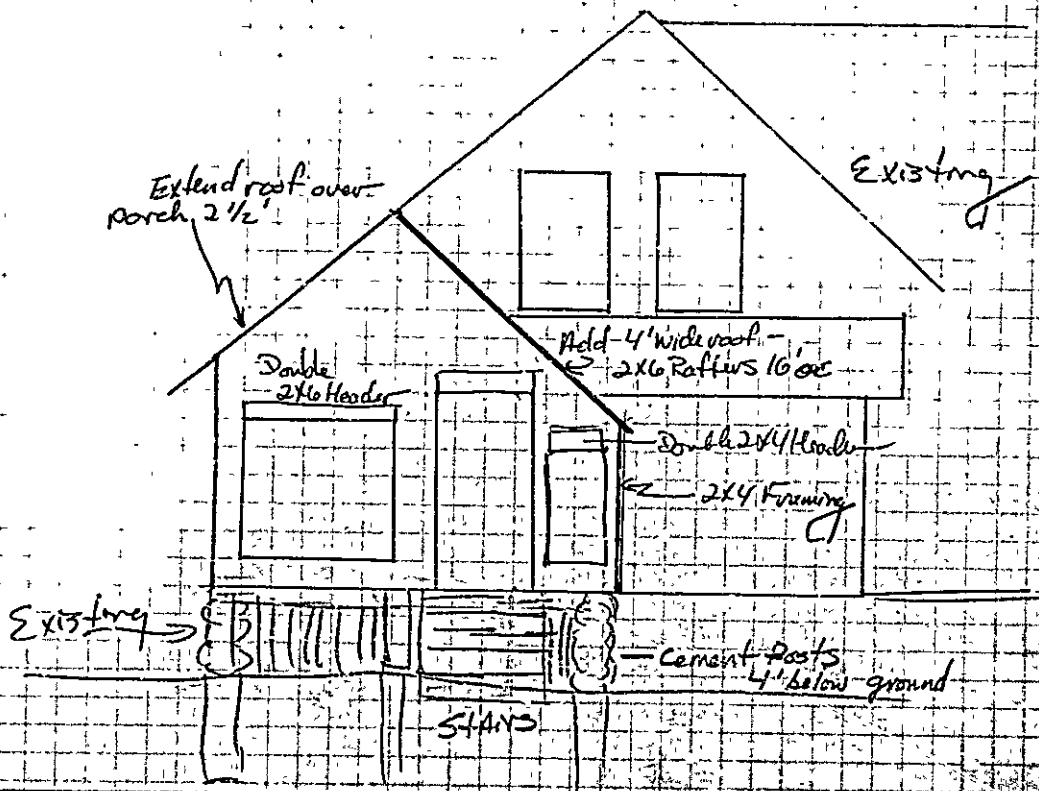 Extend roof over
porch 2 1/2'
Existing
Add 4' wide roof -
2x6 Rafters 16"oc
Double
2x6 Header
Double 2x4 Header
2x4 Framing
Existing
Cement Posts
4' below ground
STAIRS